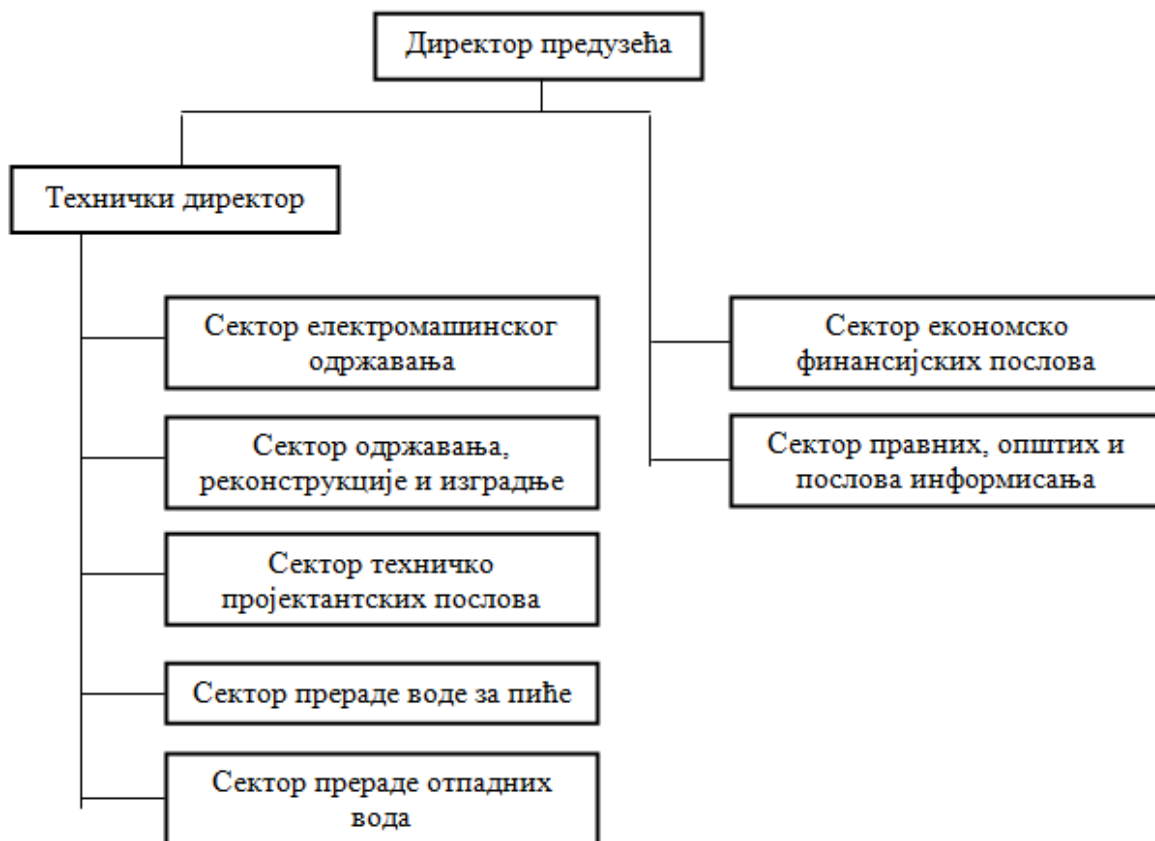 Директор предузећа
Технички директор
Сектор електромашинског
одржавања
Сектор одржавања,
реконструкције и изградње
Сектор техничко
пројектантских послова
Сектор прераде воде за пиће
Сектор прераде отпадних
вода
Сектор економско
финансијских послова
Сектор правних, општих и
послова информисања